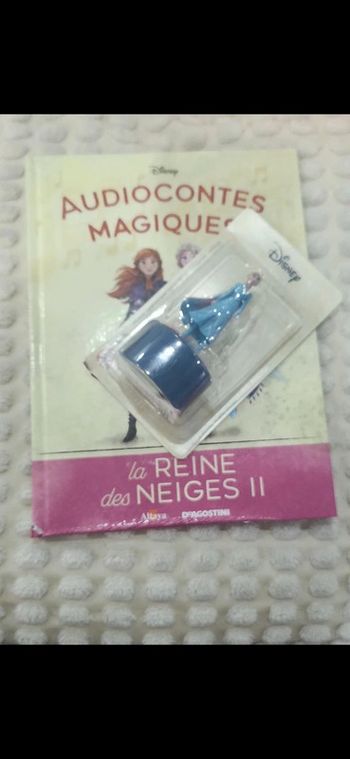 Disney
AUDIOCONTES
MAGIQUES
Disney
la REINE
des NEIGES II
Altaya DeAGOSTINI